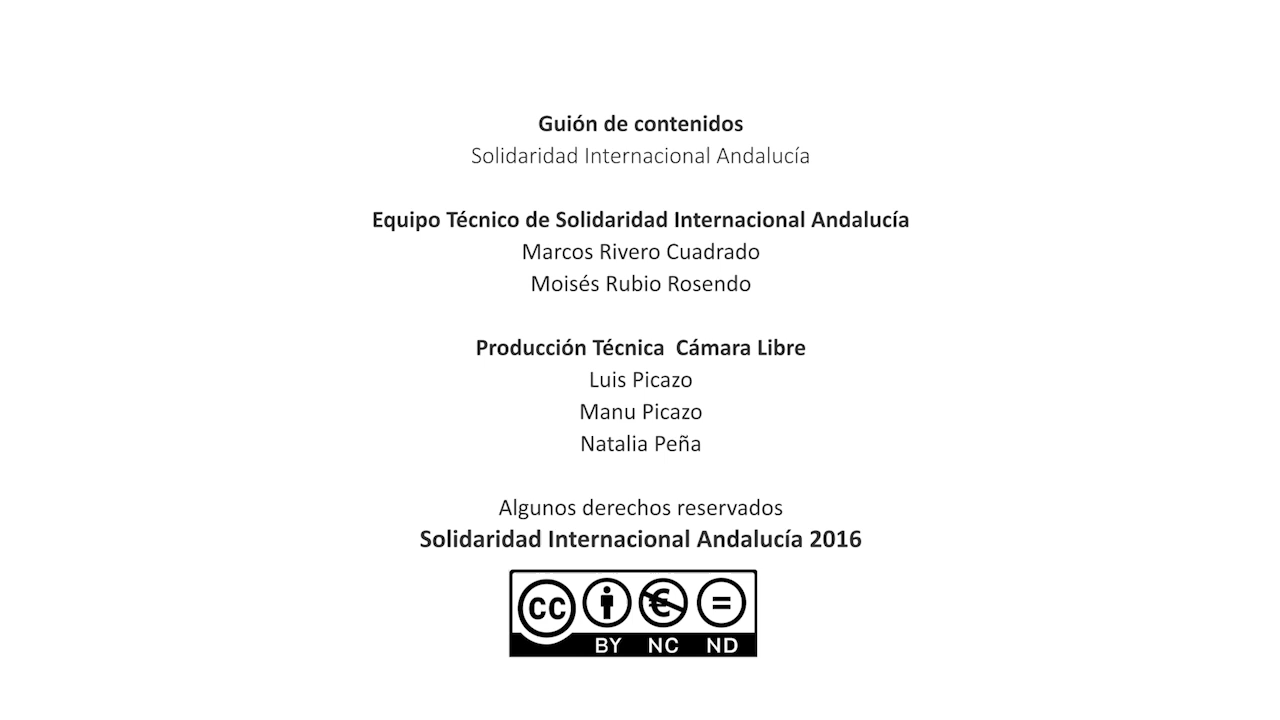 Guión de contenidos
Solidaridad Internacional Andalucía
Equipo Técnico de Solidaridad Internacional Andalucía
Marcos Rivero Cuadrado
Moisés Rubio Rosendo
Producción Técnica  Cámara Libre
Luis Picazo
Manu Picazo
Natalia Peña
Algunos derechos reservados
Solidaridad Internacional Andalucía 2016
CC € =
BY NC ND